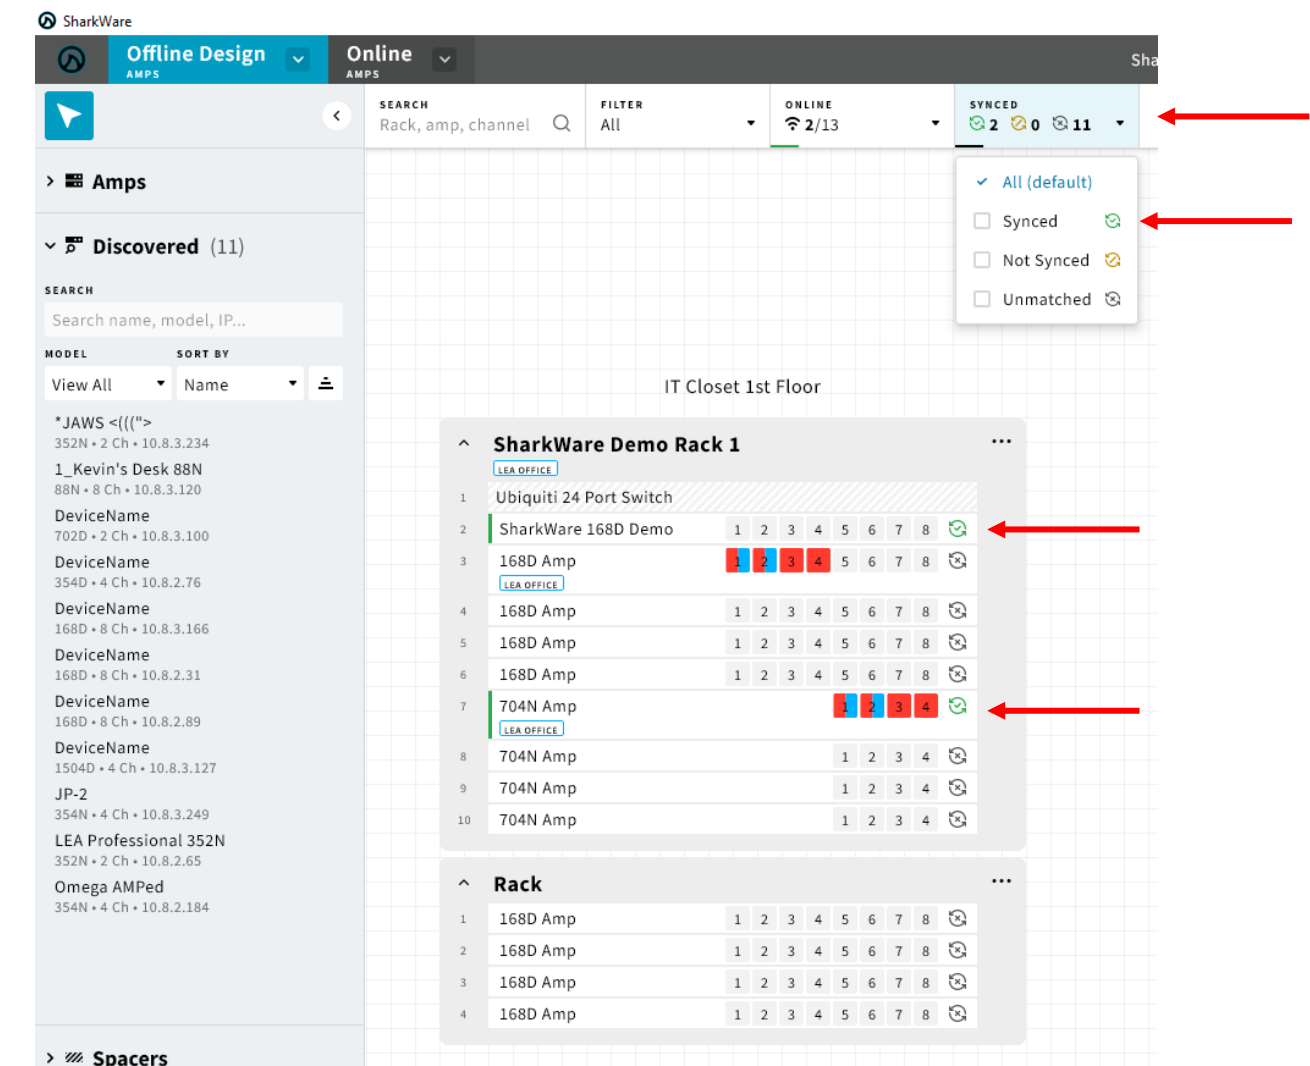 SharkWare
Offline Design
AMPS
Online
AMPS
Sha
SEARCH
Rack, amp, channel
FILTER
All
ONLINE
2/13
SYNCED
2 0 11
All (default)
Synced
Not Synced
Unmatched
Amps
Discovered (11)
SEARCH
Search name, model, IP...
MODEL SORT BY
View All Name
*JAWS <(((">
352N • 2 Ch • 10.8.3.234
1_Kevin's Desk 88N
88N • 8 Ch • 10.8.3.120
DeviceName
702D • 2 Ch • 10.8.3.100
DeviceName
354D • 4 Ch • 10.8.2.76
DeviceName
168D • 8 Ch • 10.8.3.166
DeviceName
168D • 8 Ch • 10.8.2.31
DeviceName
168D • 8 Ch • 10.8.2.89
DeviceName
1504D • 4 Ch • 10.8.3.127
JP-2
354N • 4 Ch • 10.8.3.249
LEA Professional 352N
352N • 2 Ch • 10.8.2.65
Omega AMPed
354N • 4 Ch • 10.8.2.184
Spacers
IT Closet 1st Floor
SharkWare Demo Rack 1
LEA OFFICE
1 Ubiquiti 24 Port Switch
2 SharkWare 168D Demo 1 2 3 4 5 6 7 8
3 168D Amp 1 2 3 4 5 6 7 8
LEA OFFICE
4 168D Amp 1 2 3 4 5 6 7 8
5 168D Amp 1 2 3 4 5 6 7 8
6 168D Amp 1 2 3 4 5 6 7 8
7 704N Amp 1 2 3 4
LEA OFFICE
8 704N Amp 1 2 3 4
9 704N Amp 1 2 3 4
10 704N Amp 1 2 3 4
Rack
1 168D Amp 1 2 3 4 5 6 7 8
2 168D Amp 1 2 3 4 5 6 7 8
3 168D Amp 1 2 3 4 5 6 7 8
4 168D Amp 1 2 3 4 5 6 7 8